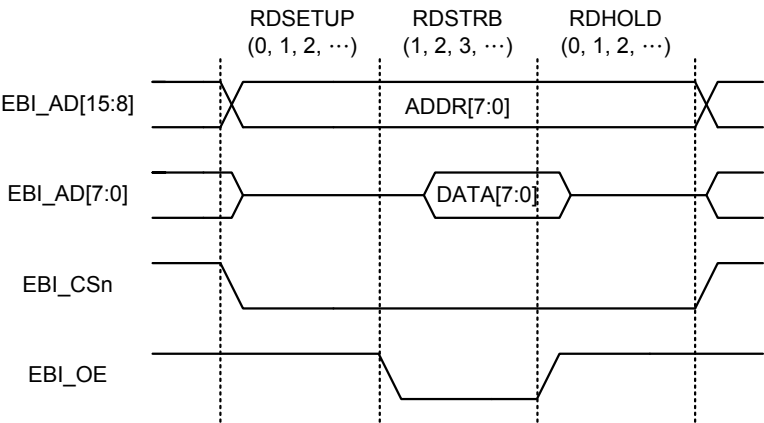 RDSETUP RDSTRB RDHOLD
(0, 1, 2, ⋯) (1, 2, 3, ⋯) (0, 1, 2, ⋯)
EBI_AD[15:8] ADDR[7:0]
EBI_AD[7:0] DATA[7:0]
EBI_CSn
EBI_OE